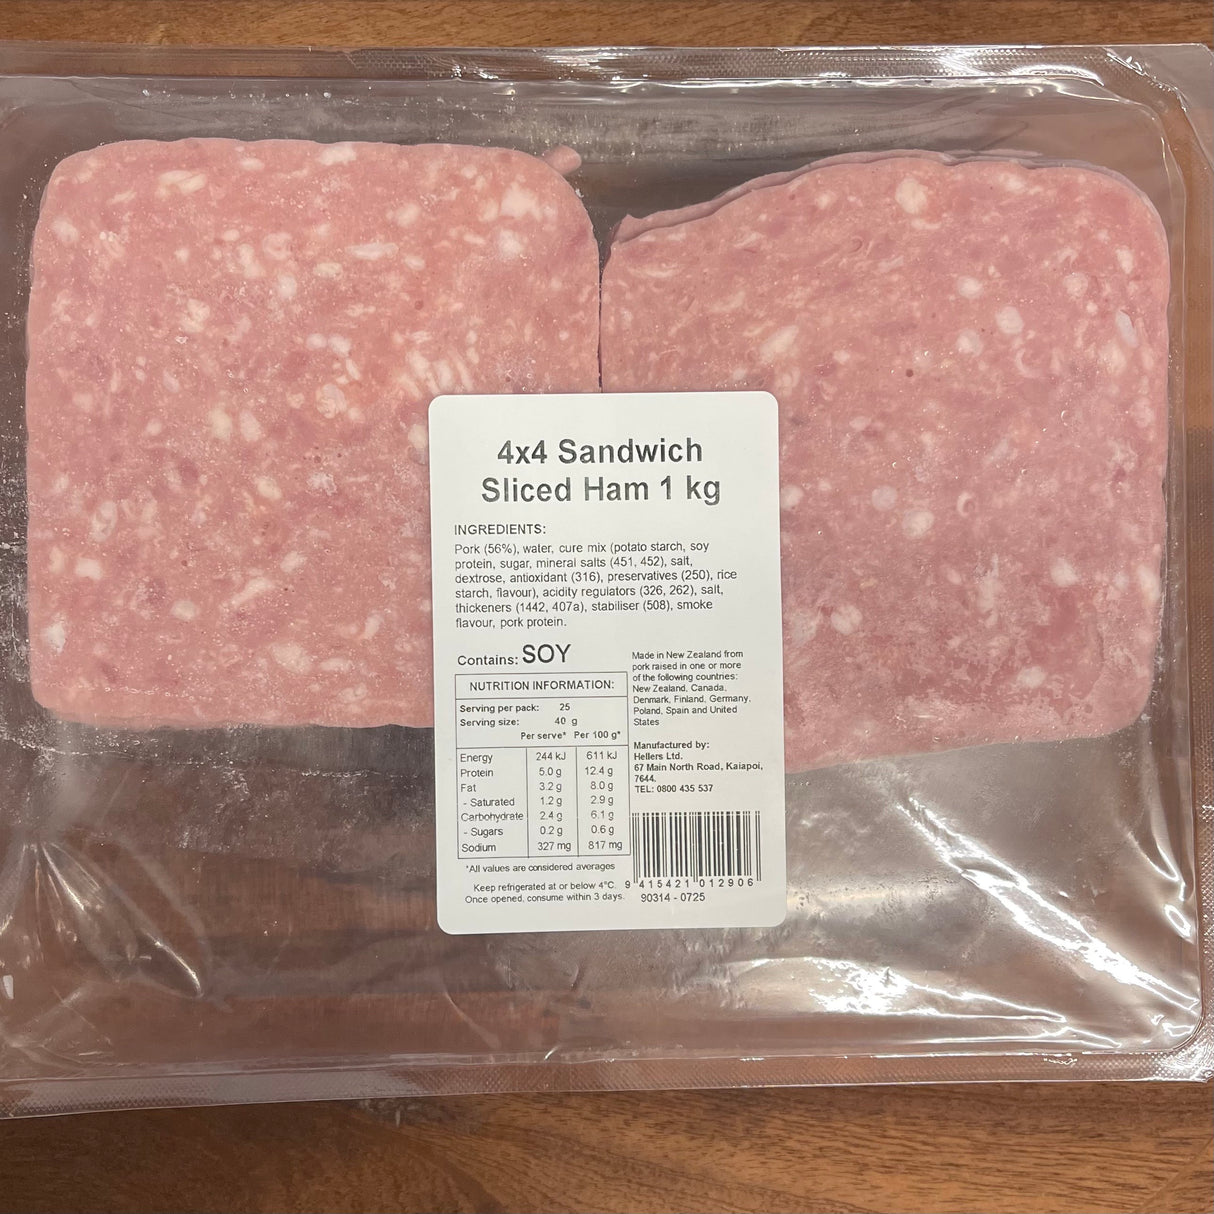 4x4 Sandwich
Sliced Ham 1 kg
INGREDIENTS:
Pork (56%), water, cure mix (potato starch, soy
protein, sugar, mineral salts (451, 452), salt,
dextrose, antioxidant (316), preservatives (250), rice
starch, flavour), acidity regulators (326, 262), salt,
thickeners (1442, 407a), stabiliser (508), smoke
flavour, pork protein.
Contains: SOY
NUTRITION INFORMATION:
Serving per pack: 25
Serving size: 40 g
Per serve* Per 100 g*
Energy 244 kJ 611 kJ
Protein 5.0 g 12.4 g
Fat 3.2 g 8.0 g
- Saturated 1.2 g 2.9 g
Carbohydrate 2.4 g 6.1 g
- Sugars 0.2 g 0.6 g
Sodium 327 mg 817 mg
*All values are considered averages
Keep refrigerated at or below 4°C.
Once opened, consume within 3 days.
Made in New Zealand from
pork raised in one or more
of the following countries:
New Zealand, Canada,
Denmark, Finland, Germany,
Poland, Spain and United
States
Manufactured by:
Hellers Ltd.
67 Main North Road, Kaiapoi,
7644.
TEL: 0800 435 537
9 415421 012906
90314 - 0725